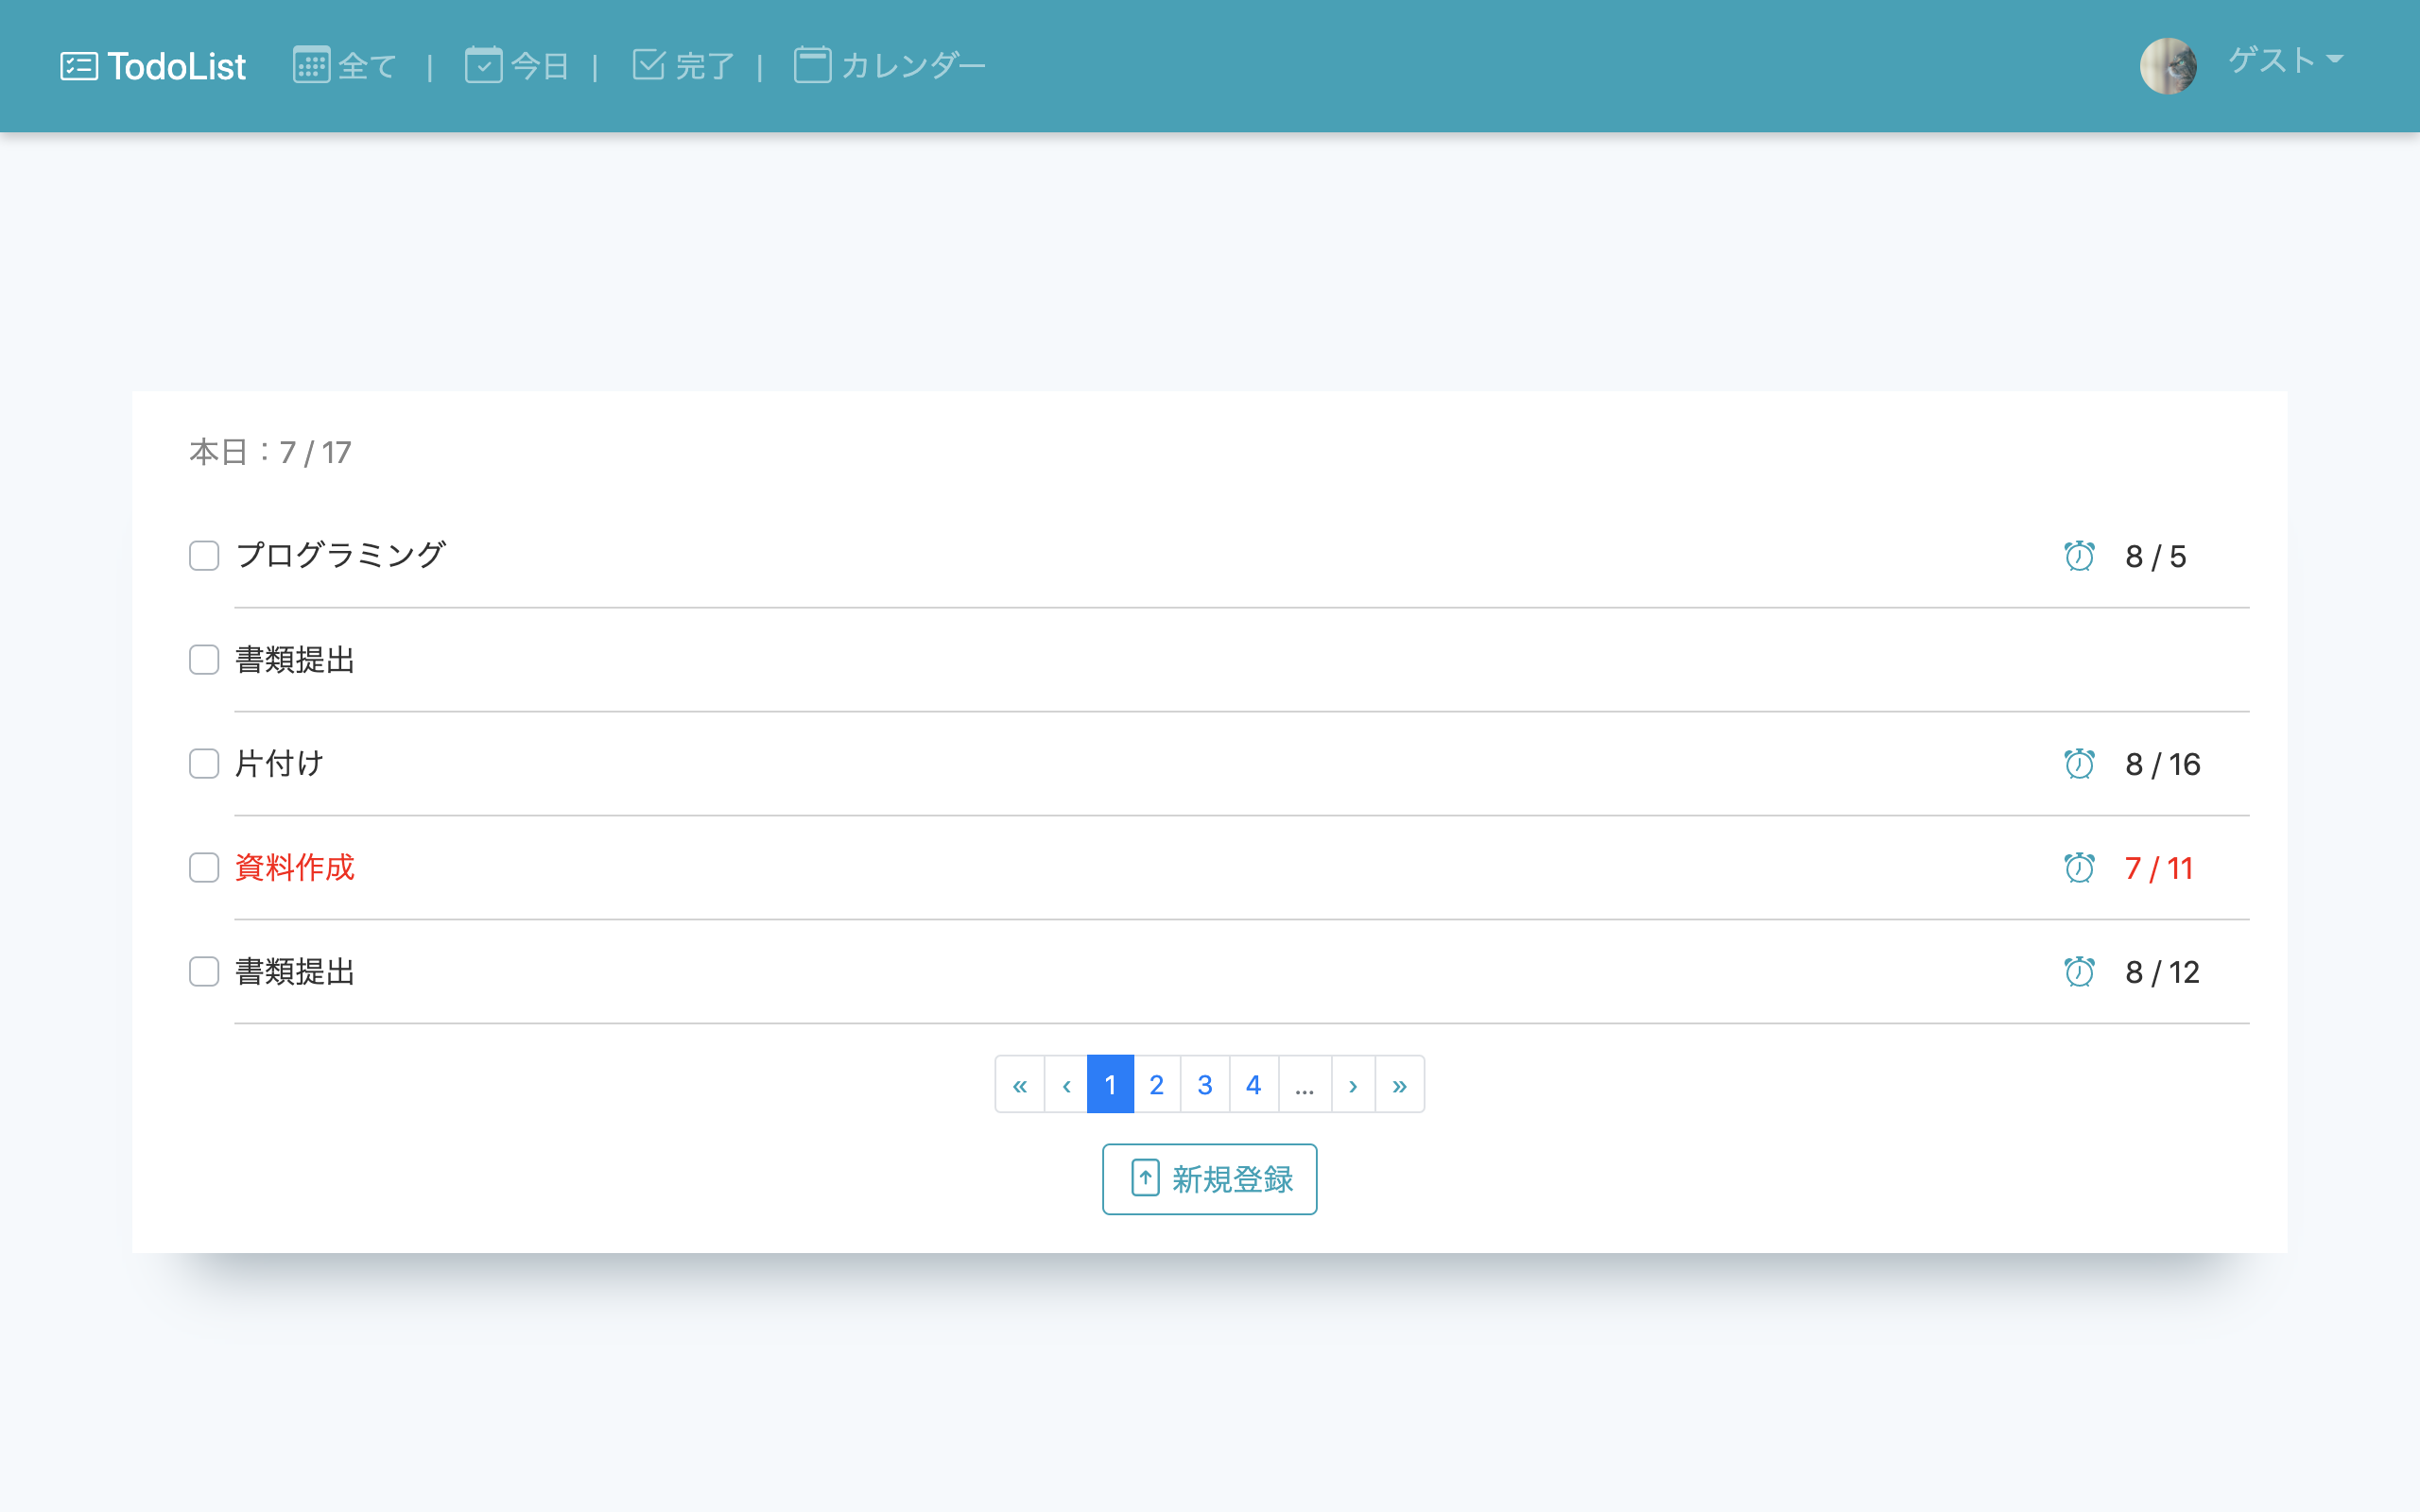 TodoList 全て | 今日 | 完了 | カレンダー ゲスト
本日：7 / 17
プログラミング 8 / 5
書類提出
片付け 8 / 16
資料作成 7 / 11
書類提出 8 / 12
« ‹ 1 2 3 4 ... › »
新規登録